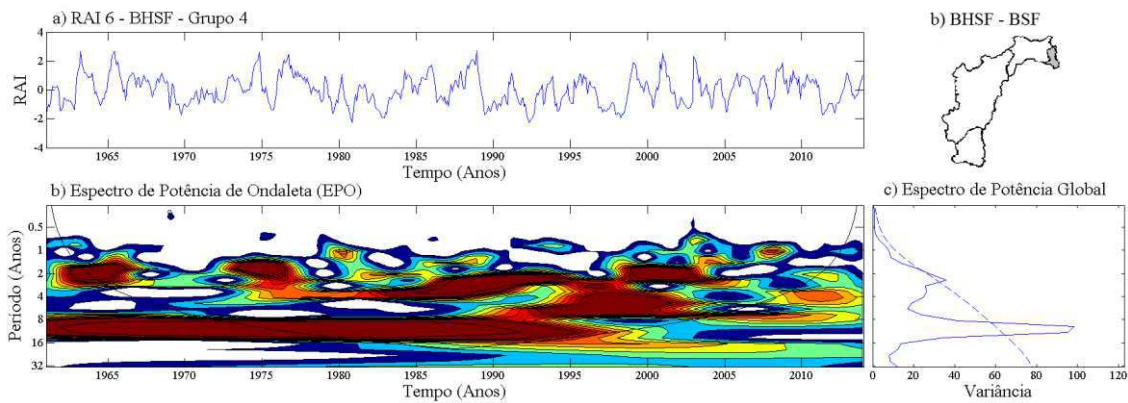 a) RAI 6 - BHSF - Grupo 4
b) BHSF - BSF
4
2
0
-2
-4
RAI
1965 1970 1975 1980 1985 1990 1995 2000 2005 2010
Tempo (Anos)
b) Espectro de Potência de Ondaleta (EPO)
c) Espectro de Potência Global
0.5
1
2
4
8
16
32
Período (Anos)
1965 1970 1975 1980 1985 1990 1995 2000 2005 2010
Tempo (Anos)
0 20 40 60 80 100 120
Variância